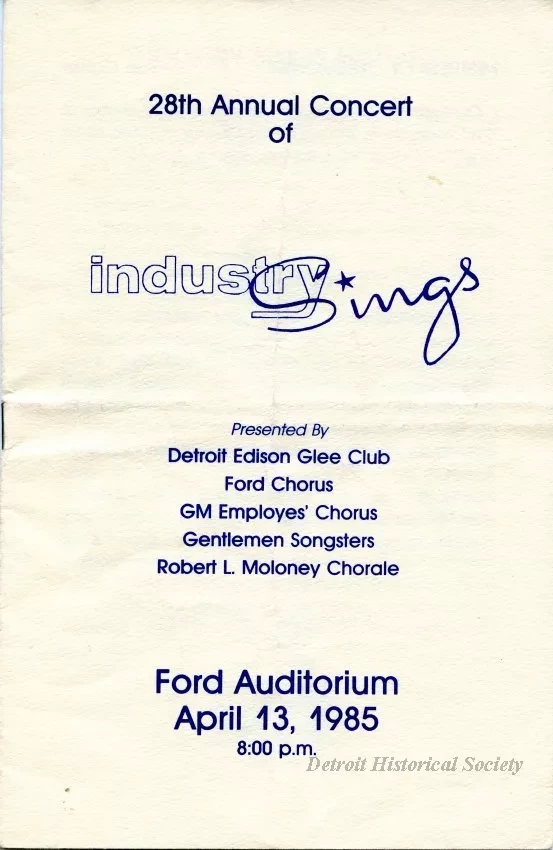 28th Annual Concert
of
industry Sings
Presented By
Detroit Edison Glee Club
Ford Chorus
GM Employes' Chorus
Gentlemen Songsters
Robert L. Moloney Chorale
Ford Auditorium
April 13, 1985
8:00 p.m.
Detroit Historical Society